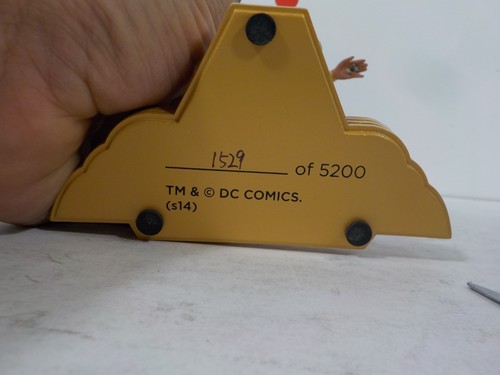 1529 of 5200
TM & © DC COMICS.
(s14)